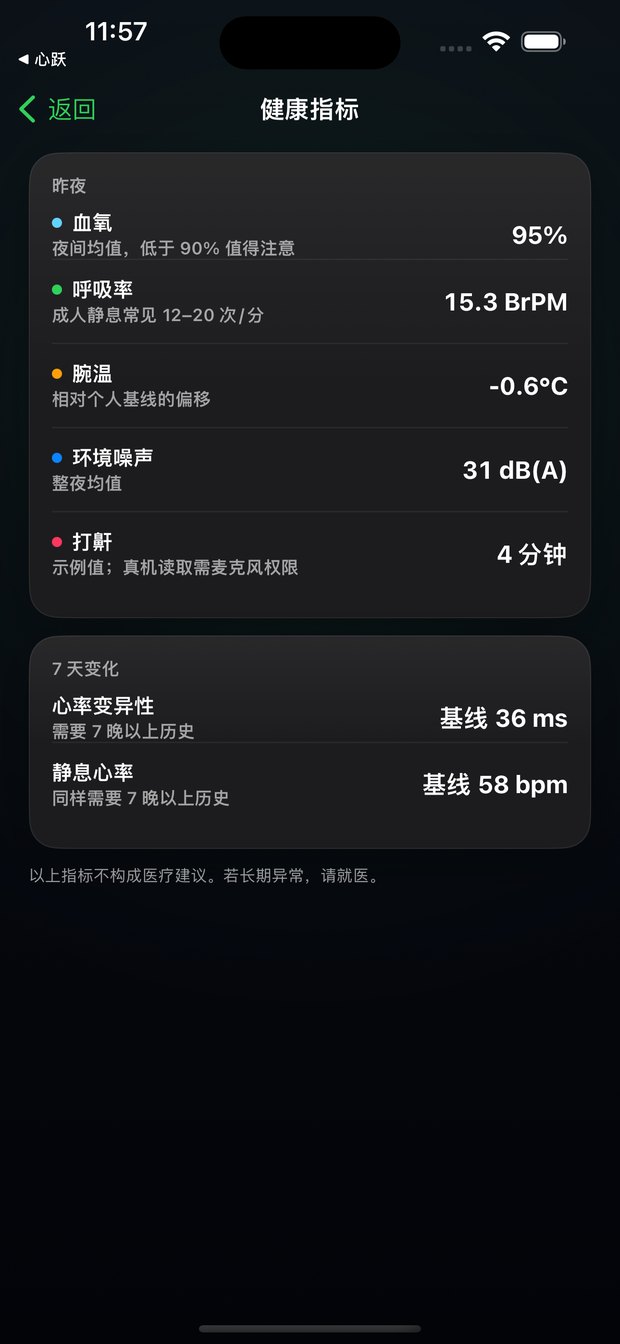 11:57
◀ 心跃
返回
健康指标
昨夜
血氧
夜间均值，低于 90% 值得注意
95%
呼吸率
成人静息常见 12–20 次/分
15.3 BrPM
腕温
相对个人基线的偏移
-0.6°C
环境噪声
整夜均值
31 dB(A)
打鼾
示例值；真机读取需麦克风权限
4 分钟
7 天变化
心率变异性
需要 7 晚以上历史
基线 36 ms
静息心率
同样需要 7 晚以上历史
基线 58 bpm
以上指标不构成医疗建议。若长期异常，请就医。